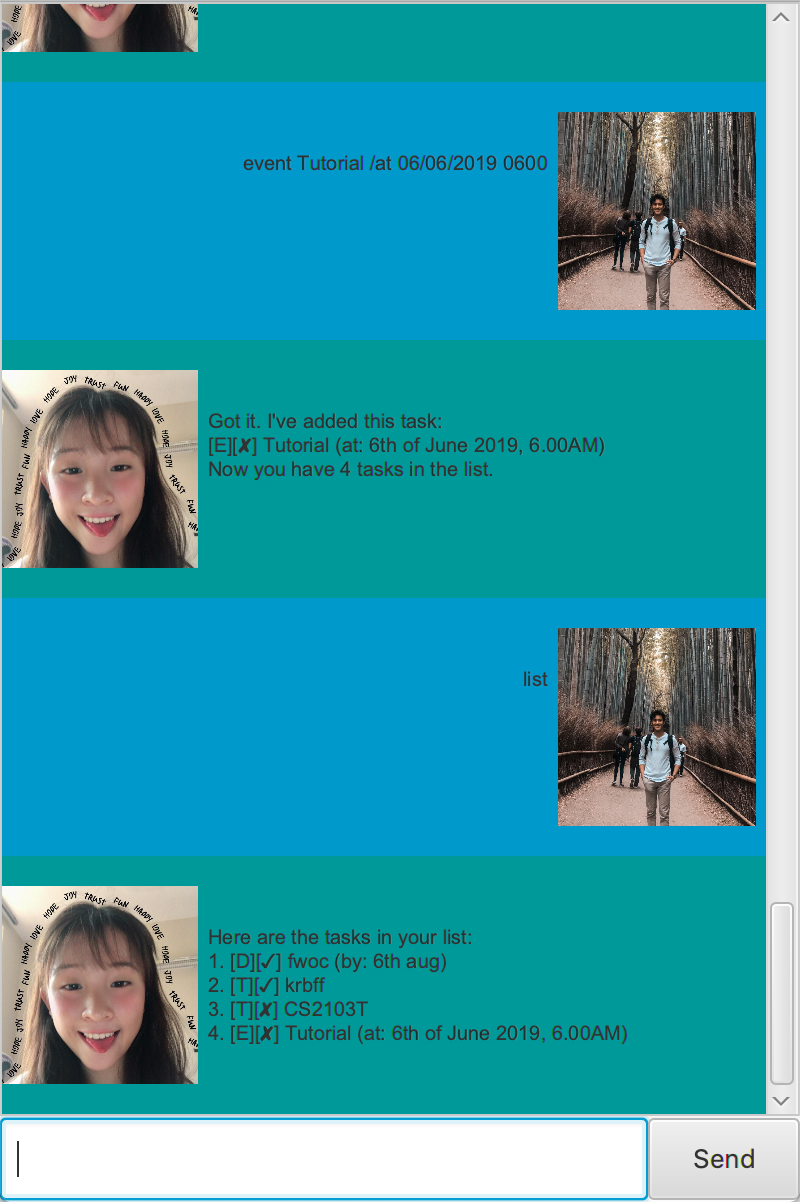 LOVE
event Tutorial /at 06/06/2019 0600
LOVE HOPE JOY TRUST FUN HAPPY LOVE HOPE JOY TRUST FUN HAPPY LOVE HOPE JOY TRUST FUN
Got it. I've added this task:
[E][✘] Tutorial (at: 6th of June 2019, 6.00AM)
Now you have 4 tasks in the list.
list
LOVE HOPE JOY TRUST FUN HAPPY LOVE HOPE JOY TRUST FUN HAPPY LOVE HOPE JOY TRUST FUN
Here are the tasks in your list:
1. [D][✓] fwoc (by: 6th aug)
2. [T][✓] krbff
3. [T][✘] CS2103T
4. [E][✘] Tutorial (at: 6th of June 2019, 6.00AM)
Send